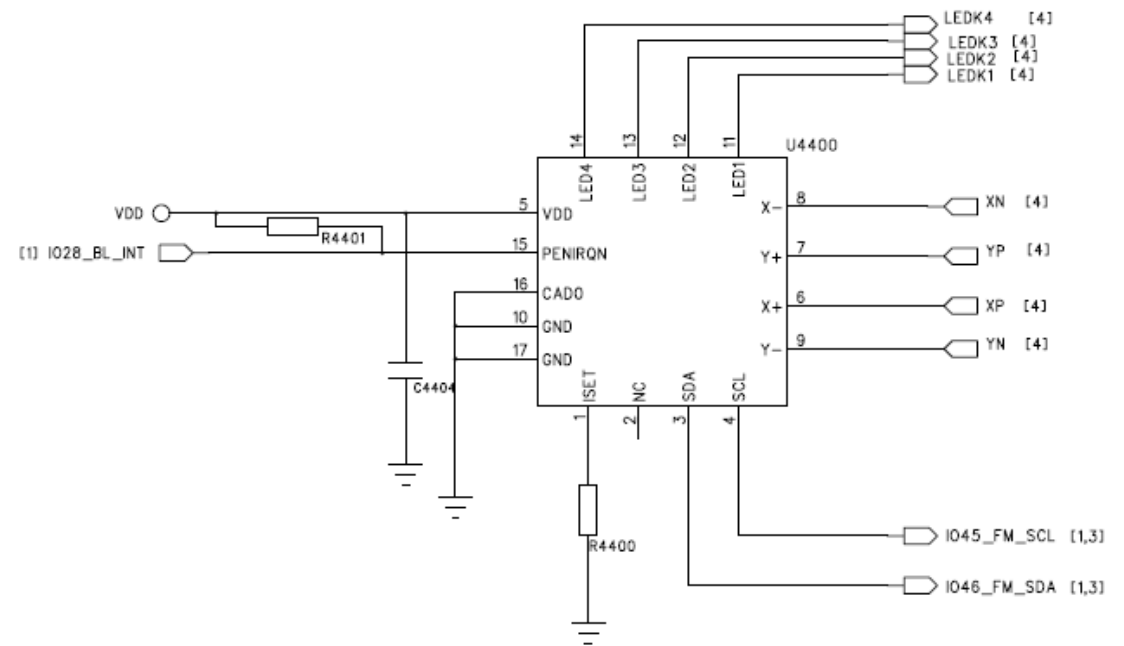 LEDK4 [4]
LEDK3 [4]
LEDK2 [4]
LEDK1 [4]
14 13 12 11
U4400
LED4 LED3 LED2 LED1
VDD 5 VDD
R4401
[1] IO28_BL_INT 15 PENIRQN
16 CADO
10 GND
17 GND
C4404
X- 8 XN [4]
Y+ 7 YP [4]
X+ 6 XP [4]
Y- 9 YN [4]
ISET NC SDA SCL
1 2 3 4
R4400
IO45_FM_SCL [1,3]
IO46_FM_SDA [1,3]